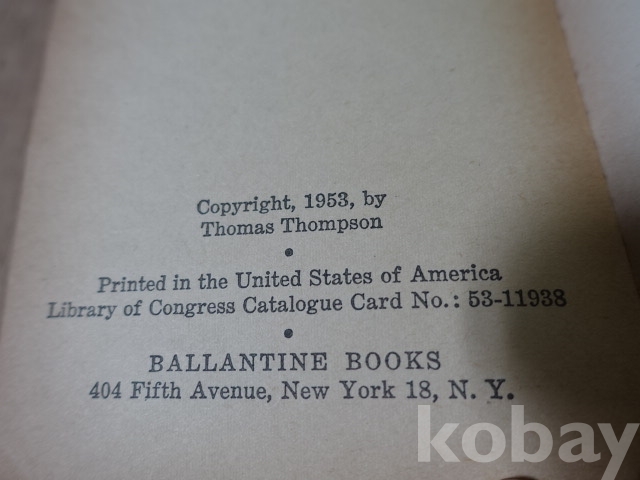 Copyright, 1953, by
Thomas Thompson
•
Printed in the United States of America
Library of Congress Catalogue Card No.: 53-11938
•
BALLANTINE BOOKS
404 Fifth Avenue, New York 18, N. Y.
kobay